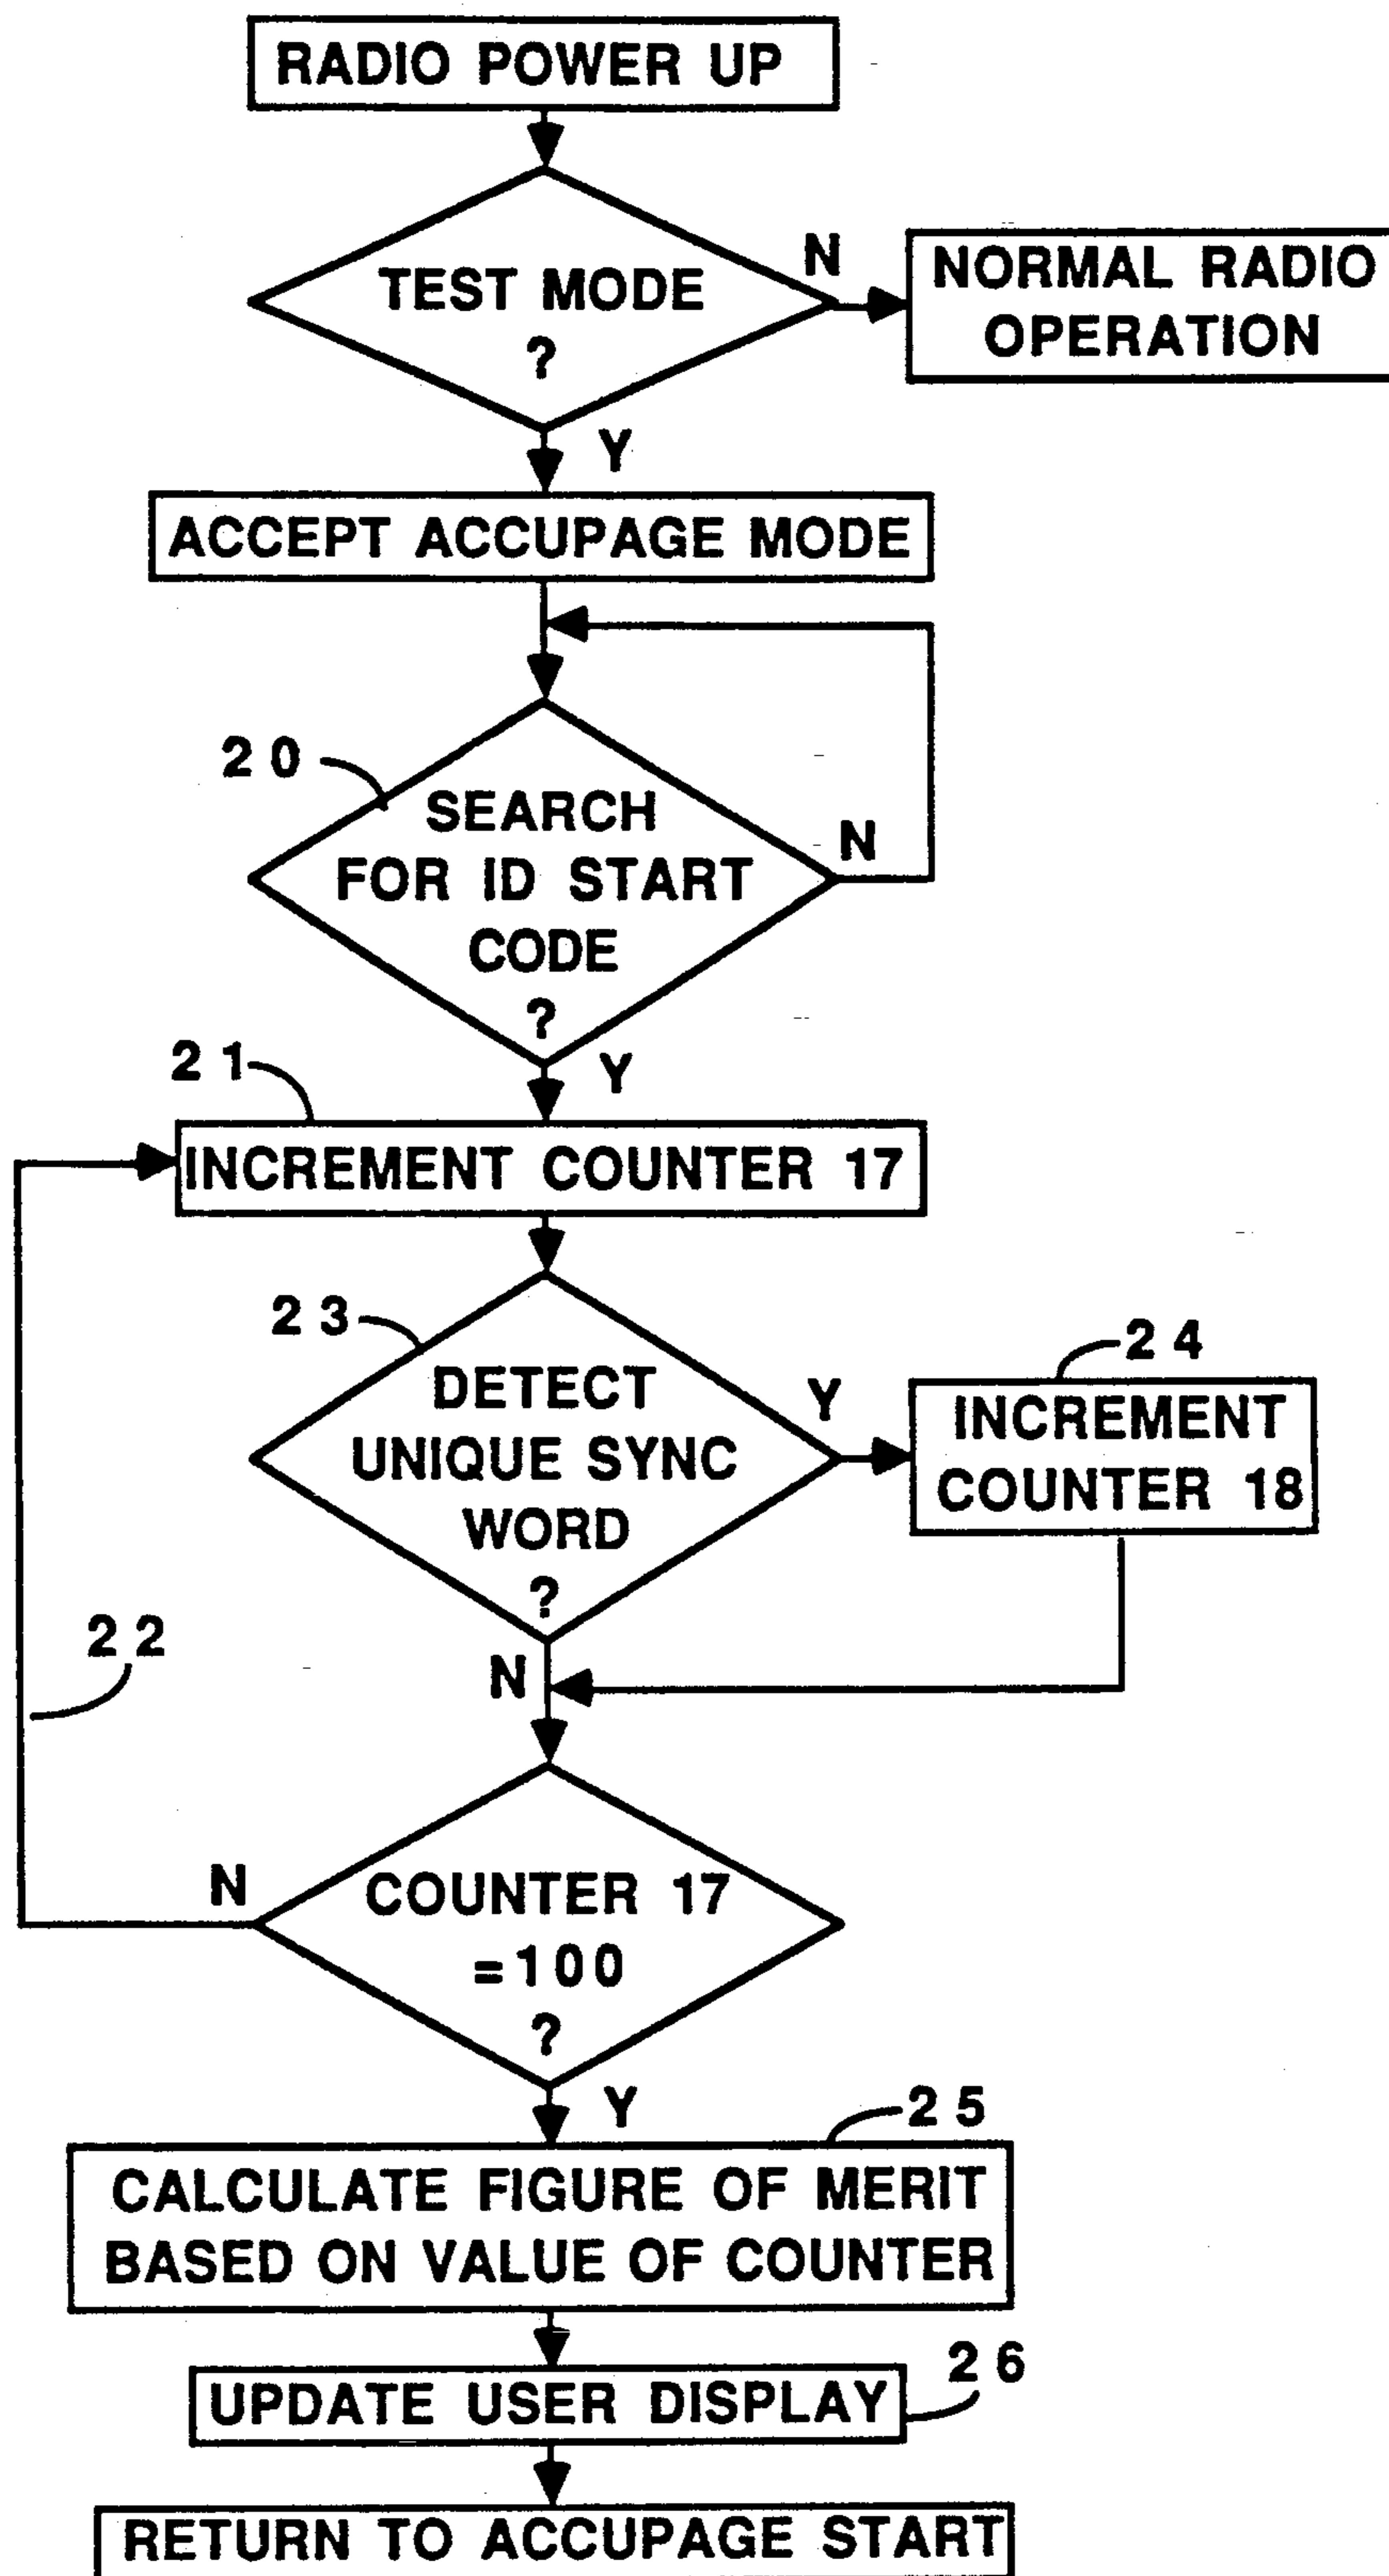 RADIO POWER UP
TEST MODE
?
N
NORMAL RADIO
OPERATION
Y
ACCEPT ACCUPAGE MODE
20
SEARCH
FOR ID START
CODE
?
N
Y
21
INCREMENT COUNTER 17
23
DETECT
UNIQUE SYNC
WORD
?
Y
24
INCREMENT
COUNTER 18
22
N
COUNTER 17
=100
?
N
Y
25
CALCULATE FIGURE OF MERIT
BASED ON VALUE OF COUNTER
UPDATE USER DISPLAY
26
RETURN TO ACCUPAGE START